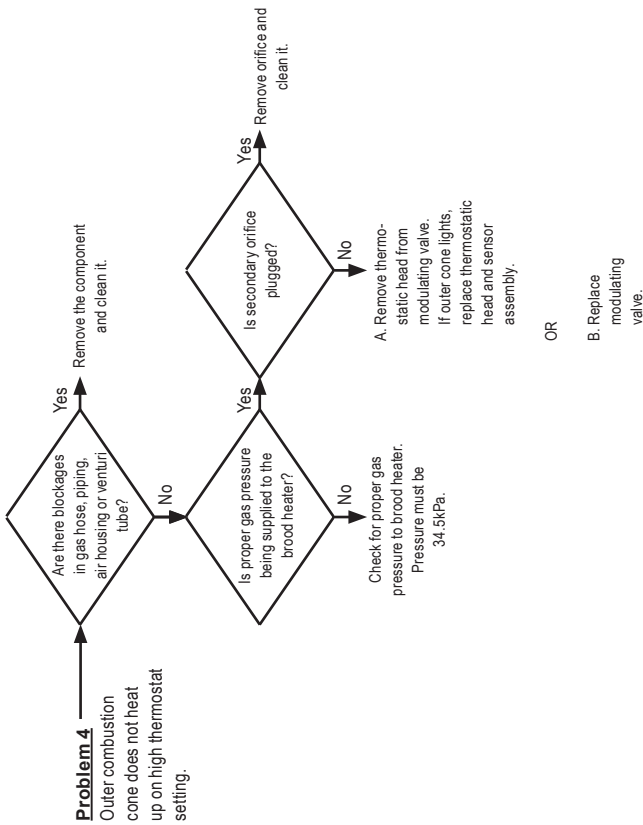 Problem 4
Outer combustion
cone does not heat
up on high thermostat
setting.
Are there blockages
in gas hose, piping,
air housing or venturi
tube?
Yes
Remove the component
and clean it.
No
Is proper gas pressure
being supplied to the
brood heater?
Yes
No
Check for proper gas
pressure to brood heater.
Pressure must be
34.5kPa.
Is secondary orifice
plugged?
Yes
Remove orifice and
clean it.
No
A. Remove thermo-
static head from
modulating valve.
If outer cone lights,
replace thermostatic
head and sensor
assembly.
OR
B. Replace
modulating
valve.